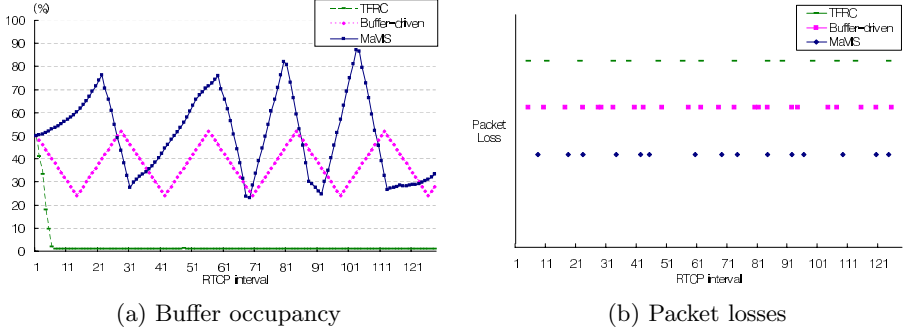 (%)
100
90
80
70
60
50
40
30
20
10
0
TFRC
Buffer-driven
MaMIS
1 11 21 31 41 51 61 71 81 91 101 111 121
RTCP interval
(a) Buffer occupancy
TFRC
Buffer-driven
MaMIS
Packet
Loss
1 11 21 31 41 51 61 71 81 91 101 111 121
RTCP interval
(b) Packet losses